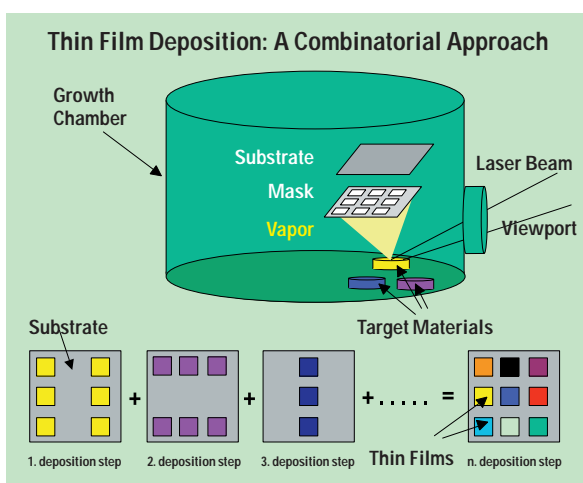 Thin Film Deposition: A Combinatorial Approach
Growth
Chamber
Substrate
Mask
Vapor
Laser Beam
Viewport
Target Materials
Substrate
+
+
+ . . . . . =
1. deposition step
2. deposition step
3. deposition step
Thin Films
n. deposition step